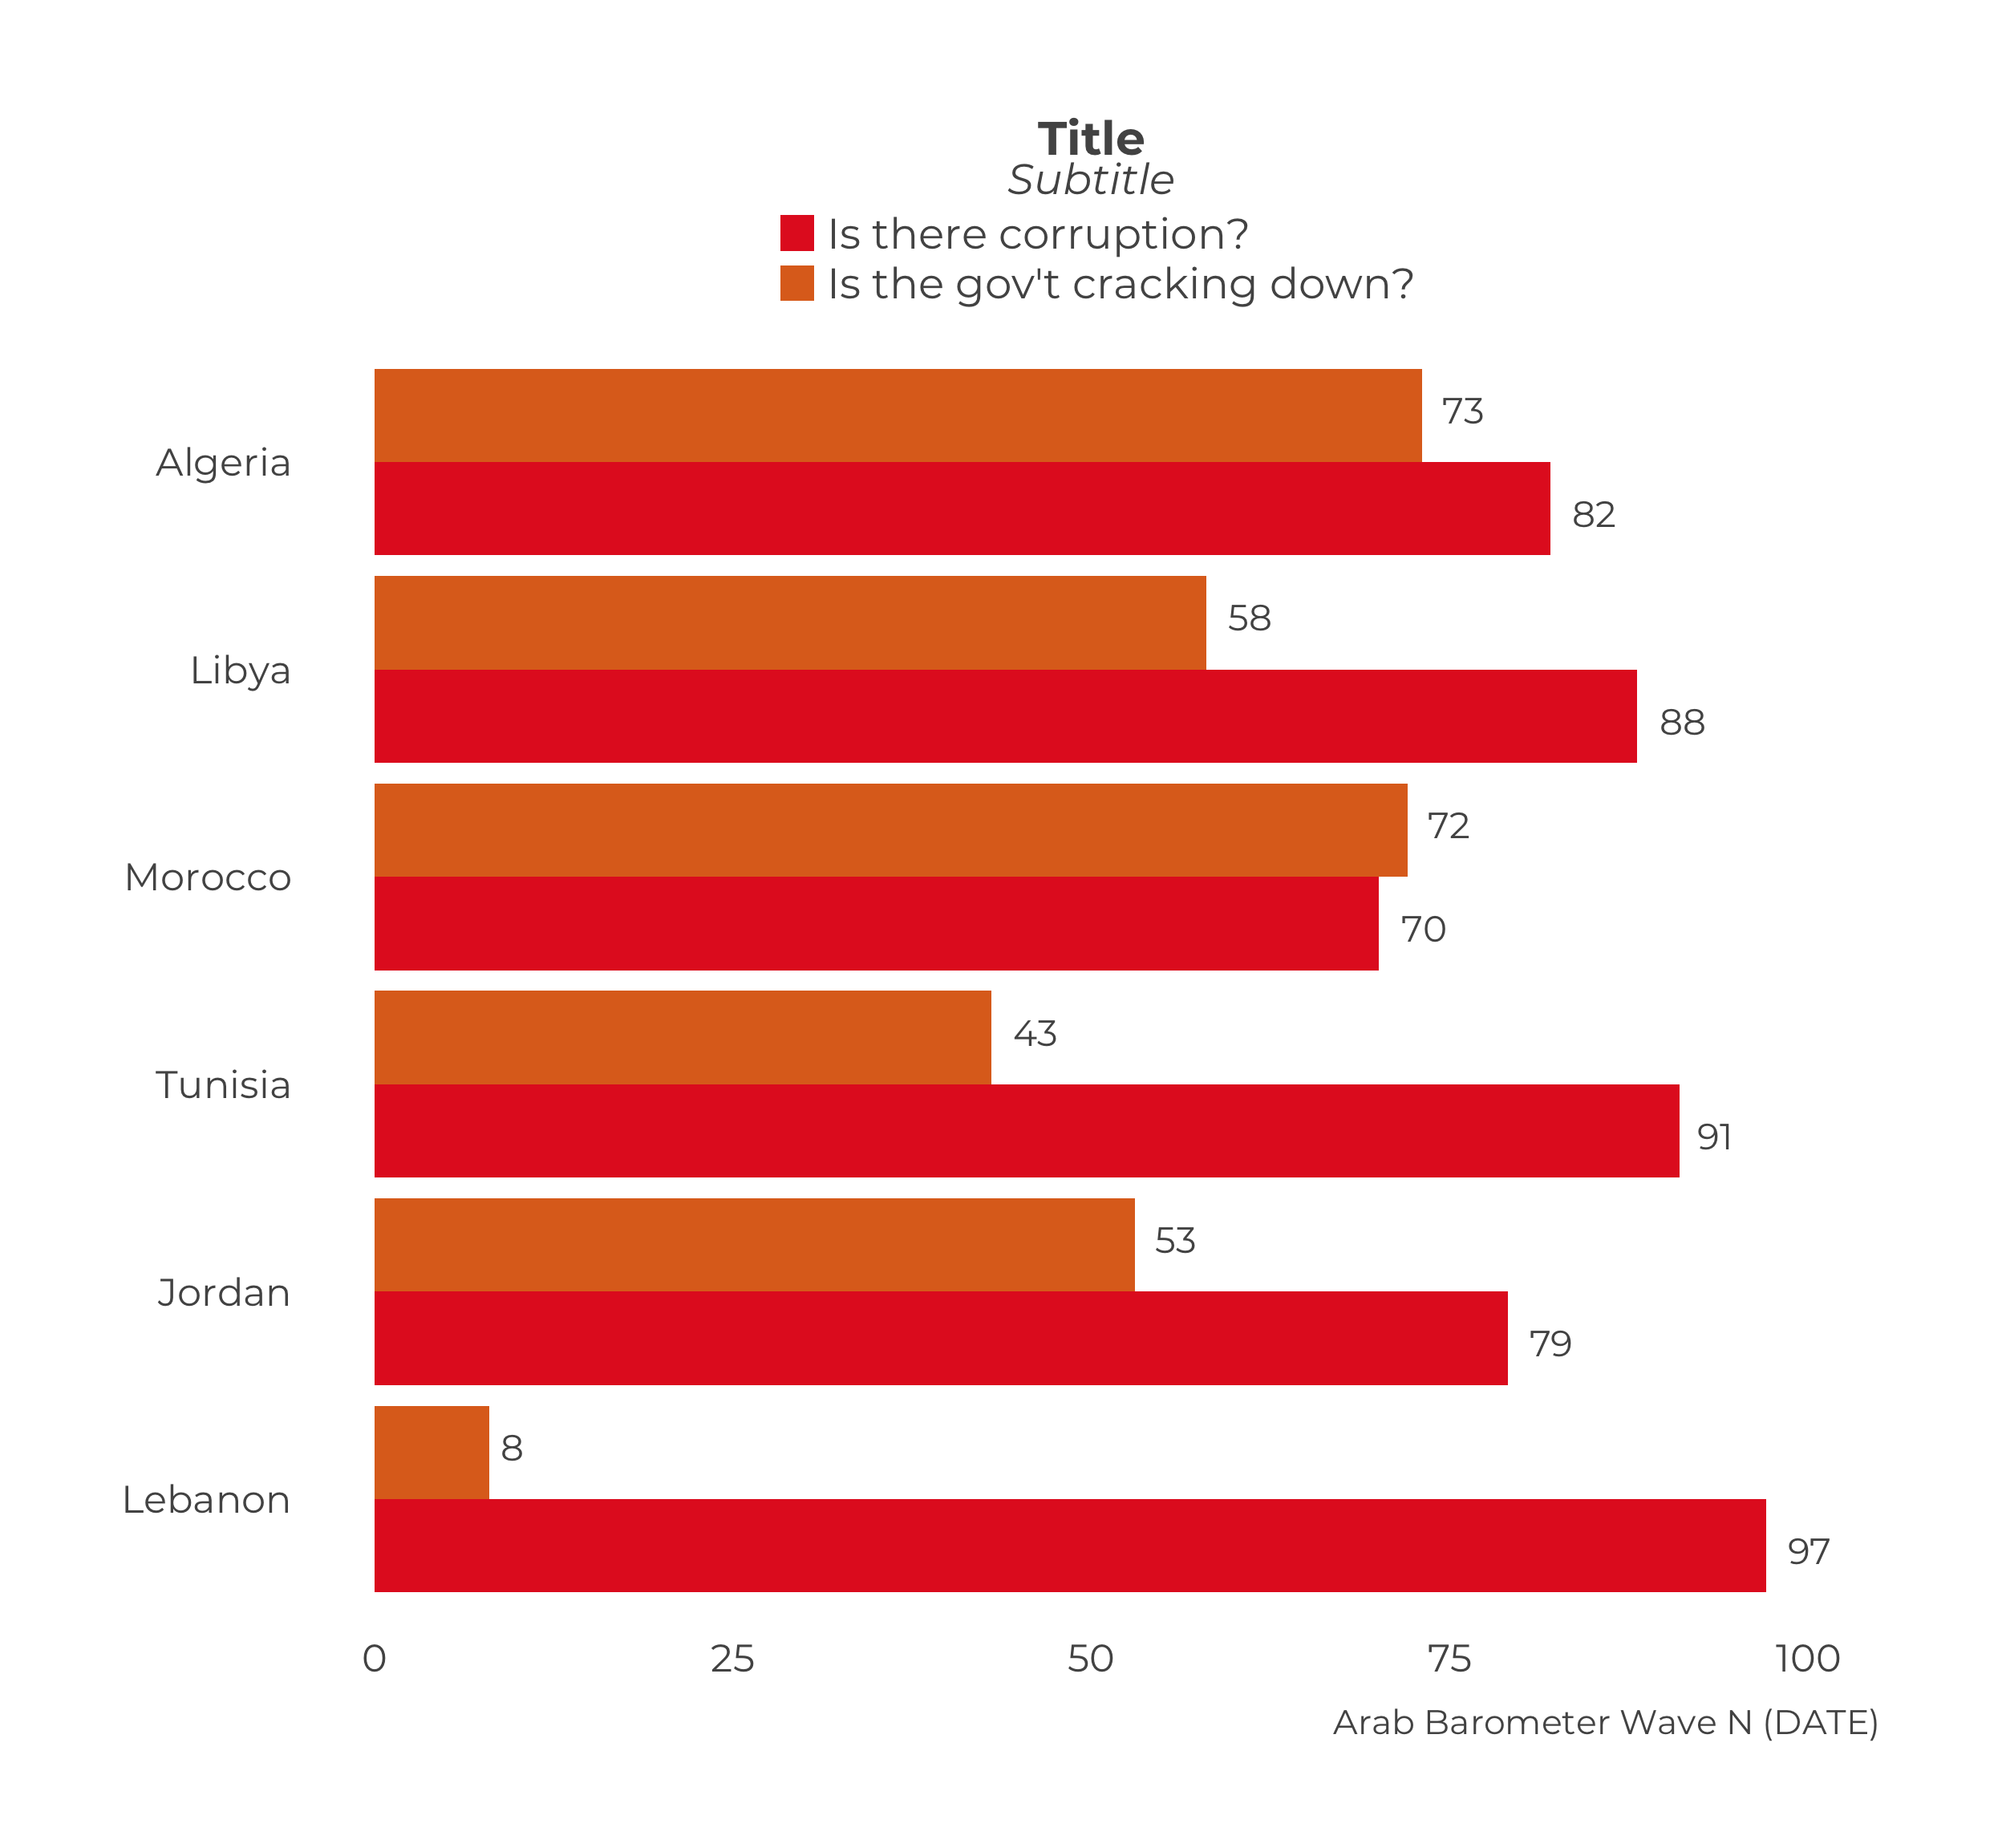 Title
Subtitle
Is there corruption?
Is the gov't cracking down?
73
Algeria
82
58
Libya
88
72
Morocco
70
43
Tunisia
91
53
Jordan
79
8
Lebanon
97
0 25 50 75 100
Arab Barometer Wave N (DATE)